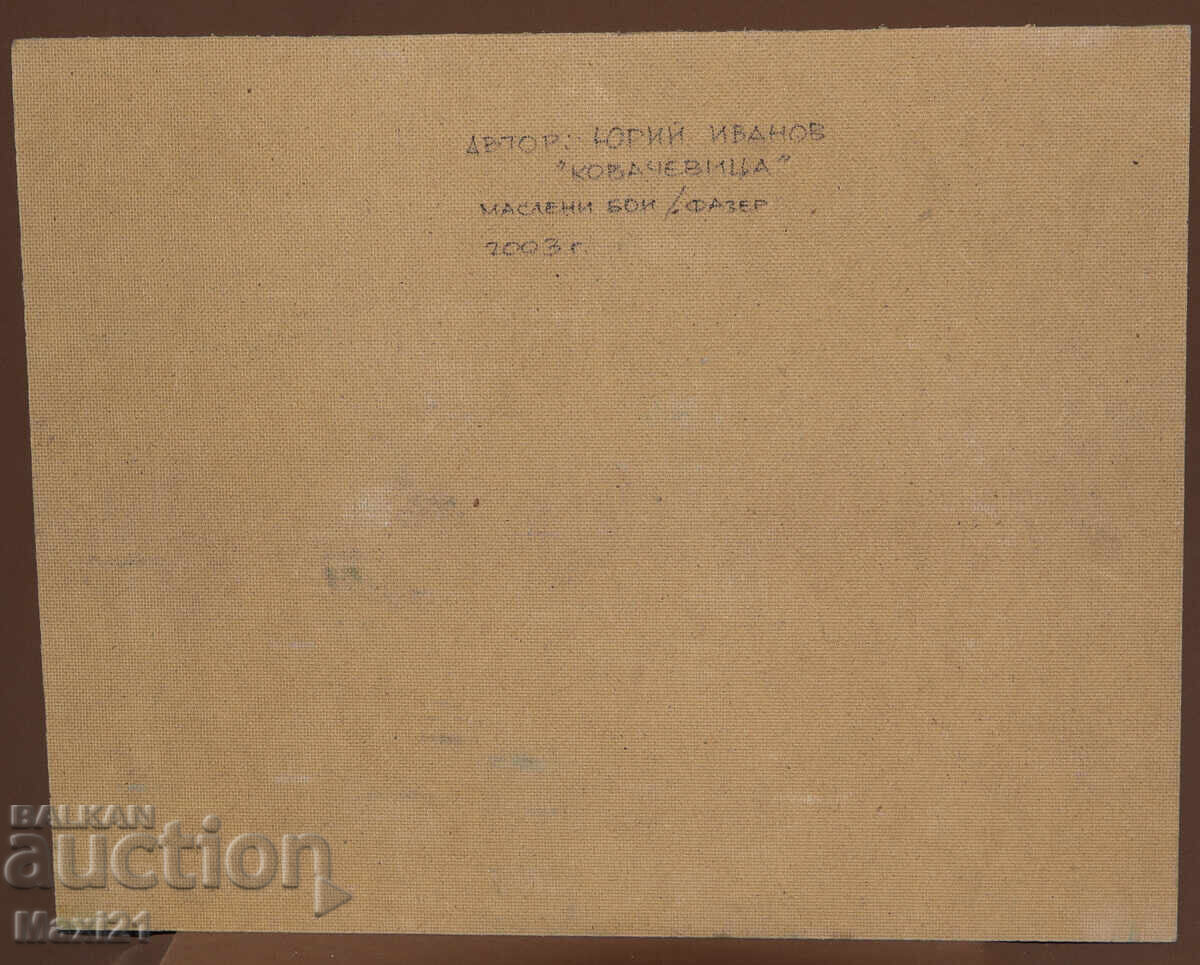 АВТОР: ЮРИЙ ИВАНОВ
"КОВАЧЕВИЦА"
МАСЛЕНИ БОИ /. ФАЗЕР
2003 г.
BALKAN
auction
Maxi21